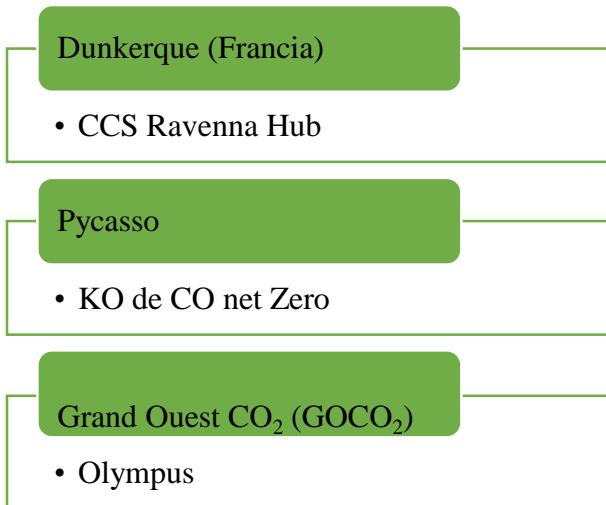 Dunkerque (Francia)
• CCS Ravenna Hub
Pycasso
• KO de CO net Zero
Grand Ouest CO₂ (GOCO₂)
• Olympus